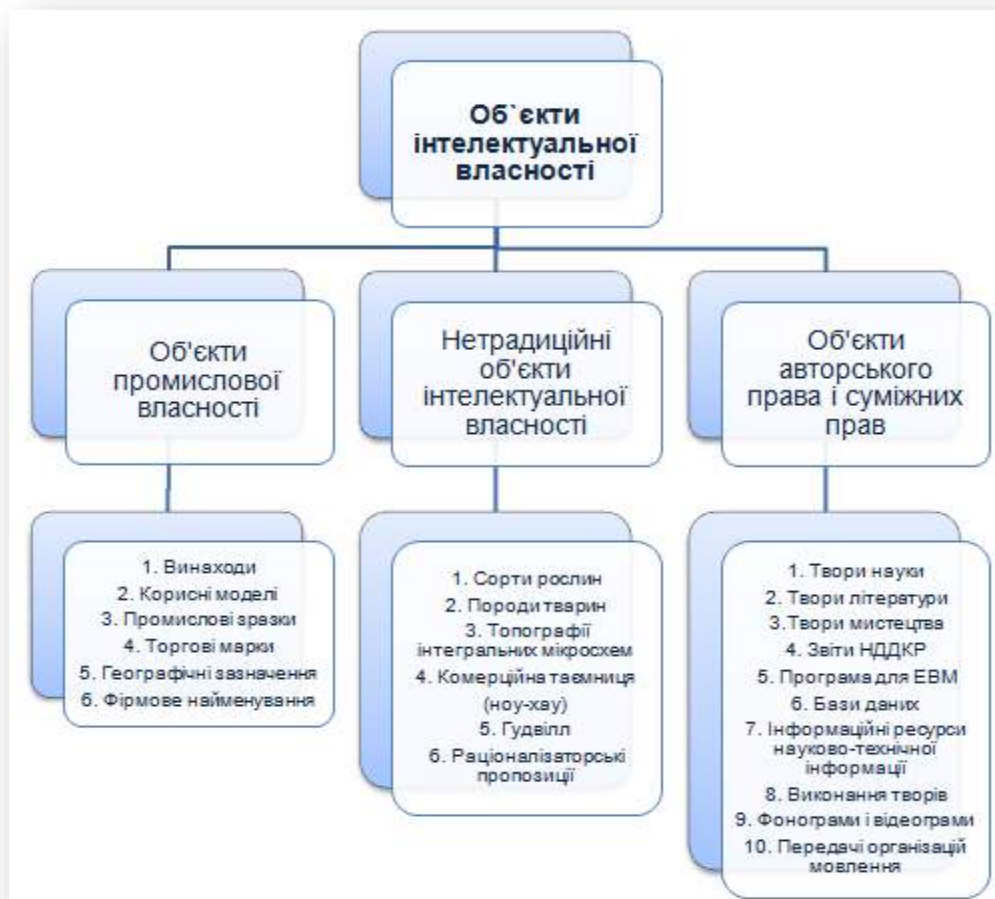 Об`єкти
інтелектуальної
власності
Об'єкти
промислової
власності
Нетрадиційні
об'єкти
інтелектуальної
власності
Об'єкти
авторського
права і суміжних
прав
1. Винаходи
2. Корисні моделі
3. Промислові зразки
4. Торгові марки
5. Географічні зазначення
6. Фірмове найменування
1. Сорти рослин
2. Породи тварин
3. Топографії
інтегральних мікросхем
4. Комерційна таємниця
(ноу-хау)
5. Гудвілл
6. Раціоналізаторські
пропозиції
1. Твори науки
2. Твори літератури
3.Твори мистецтва
4. Звіти НДДКР
5. Програма для ЕВМ
6. Бази даних
7. Інформаційні ресурси
науково-технічної
інформації
8. Виконання творів
9. Фонограми і відеограми
10. Передачі організацій
мовлення